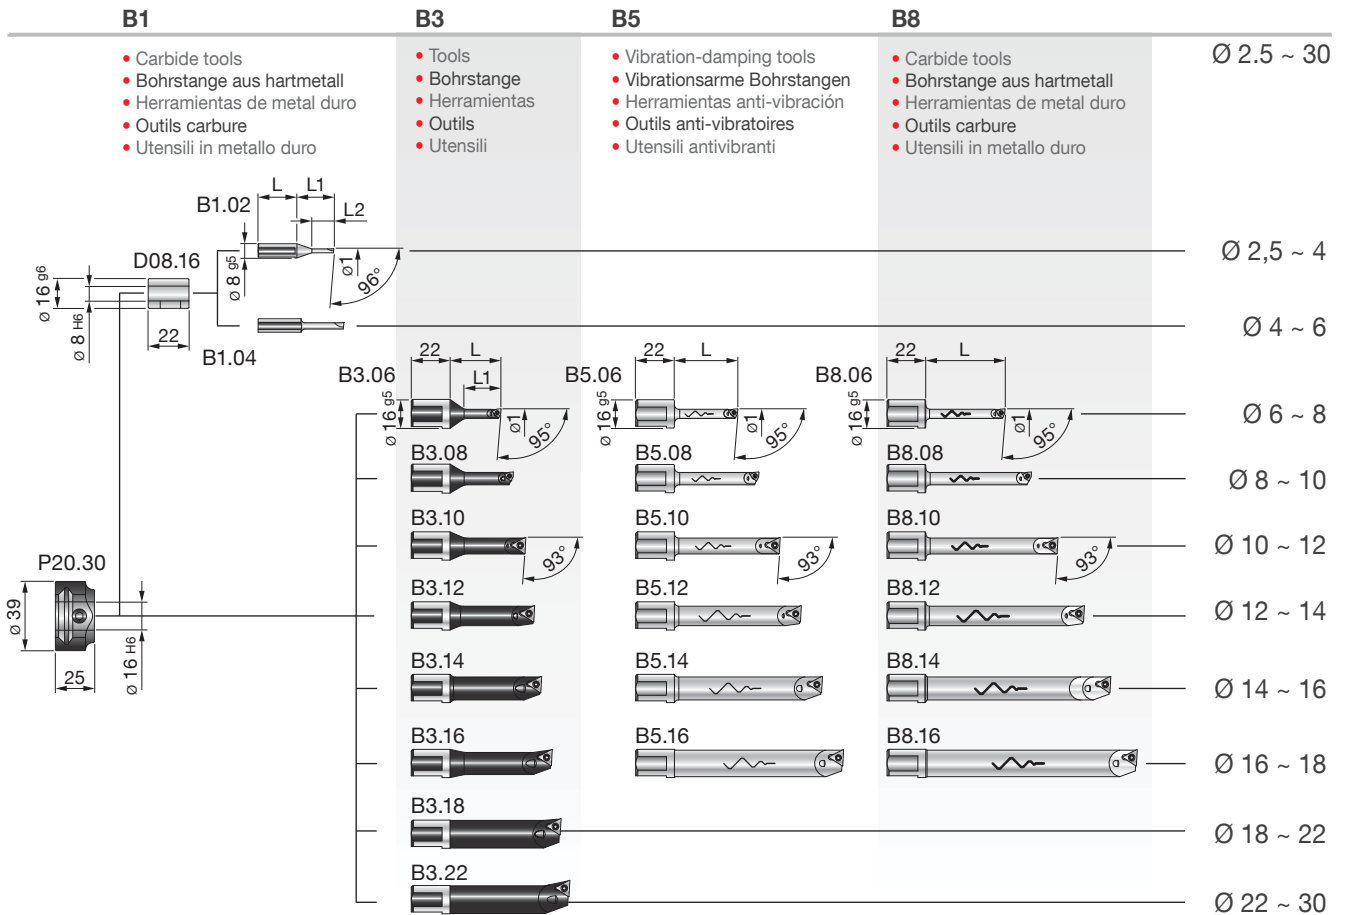 B1 B3 B5 B8
Ø 2.5 ~ 30
• Carbide tools
• Bohrstange aus hartmetall
• Herramientas de metal duro
• Outils carbure
• Utensili in metallo duro
• Tools
• Bohrstange
• Herramientas
• Outils
• Utensili
• Vibration-damping tools
• Vibrationsarme Bohrstangen
• Herramientas anti-vibración
• Outils anti-vibratoires
• Utensili antivibranti
• Carbide tools
• Bohrstange aus hartmetall
• Herramientas de metal duro
• Outils carbure
• Utensili in metallo duro
L L1
B1.02 L2
D08.16
Ø 16 g6
Ø 8 H6
22
Ø 8 g5
Ø1
96°
Ø 2,5 ~ 4
B1.04
Ø 4 ~ 6
22 L
L1
B3.06
Ø 16 g5
Ø1
95°
22 L
B5.06
Ø 16 g5
Ø1
95°
22 L
B8.06
Ø 16 g5
Ø1
95°
Ø 6 ~ 8
B3.08 B5.08 B8.08
Ø 8 ~ 10
B3.10 B5.10 B8.10
93° 93° 93°
Ø 10 ~ 12
P20.30
Ø 39
25
Ø 16 H6
B3.12 B5.12 B8.12
Ø 12 ~ 14
B3.14 B5.14 B8.14
Ø 14 ~ 16
B3.16 B5.16 B8.16
Ø 16 ~ 18
B3.18
Ø 18 ~ 22
B3.22
Ø 22 ~ 30